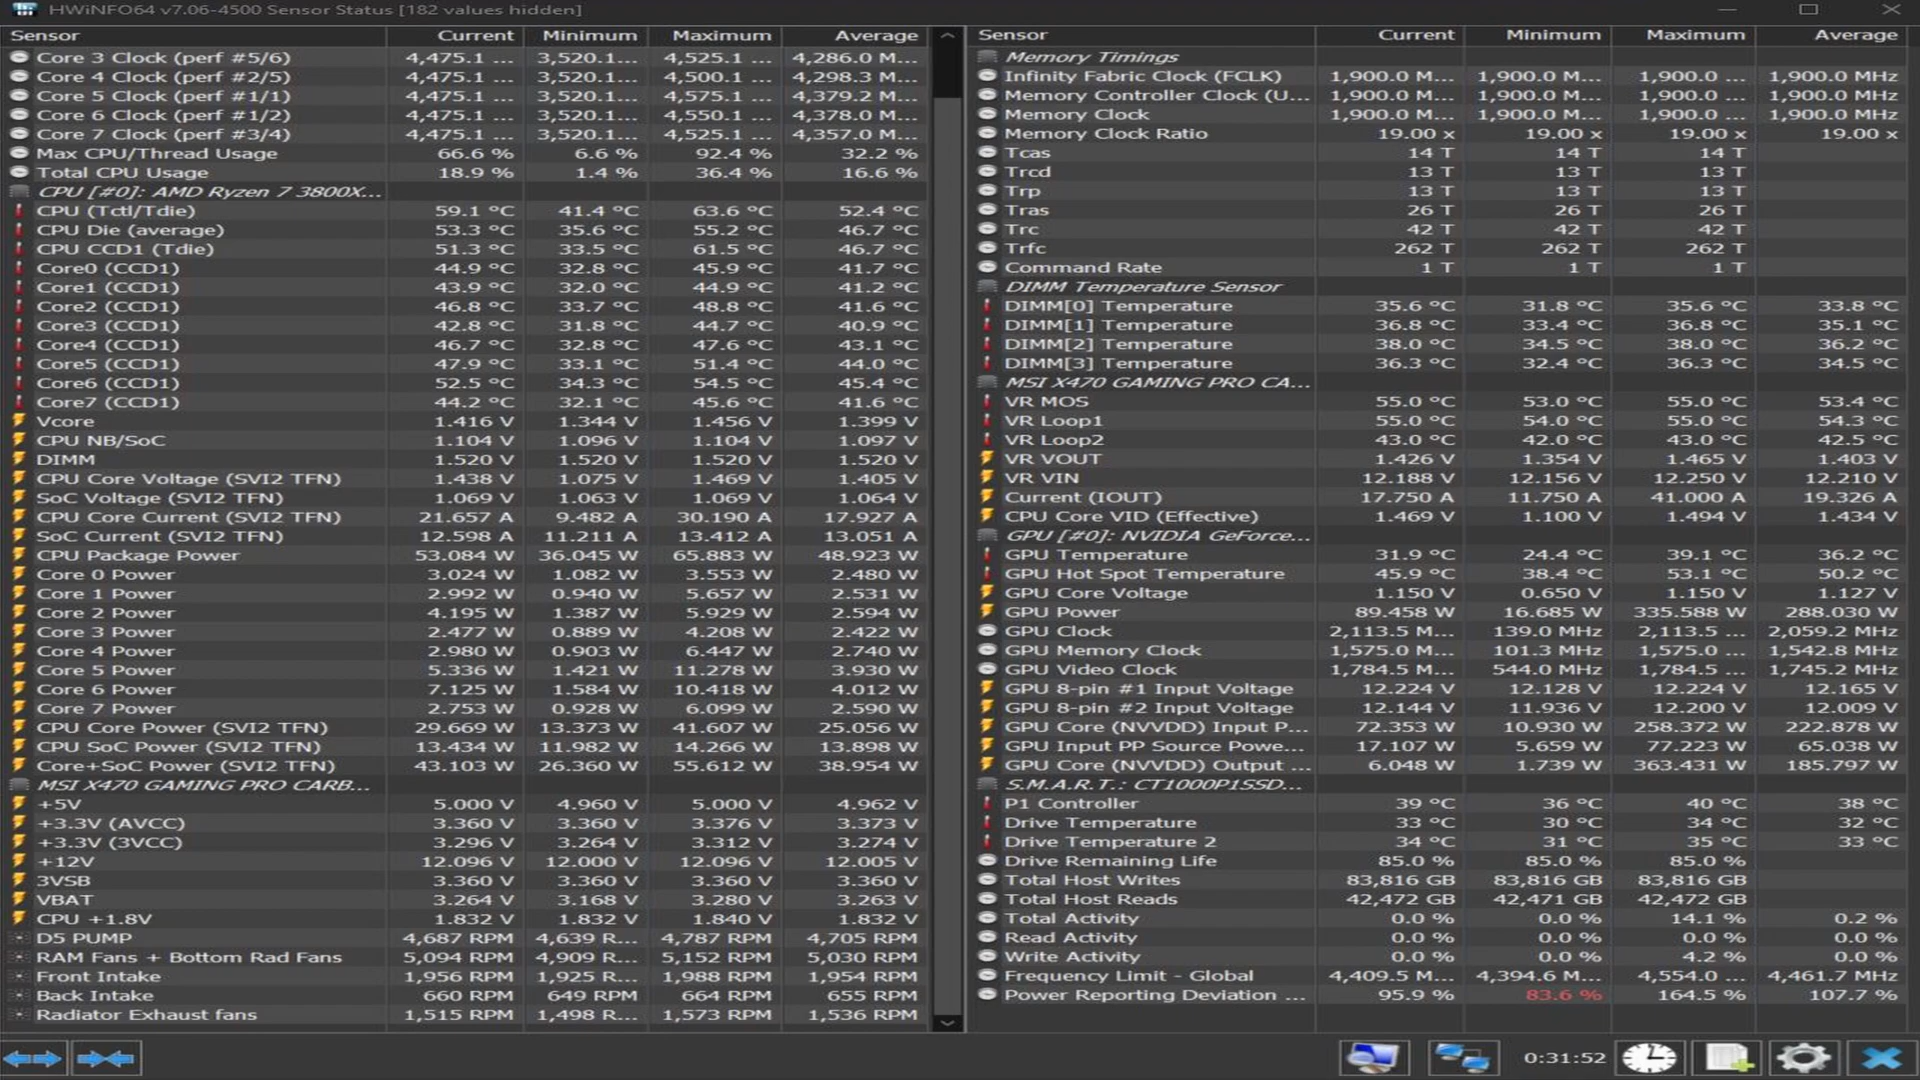 HWiNFO64 v7.06-4500 Sensor Status [182 values hidden]
Sensor Current Minimum Maximum Average
Core 3 Clock (perf #5/6) 4,475.1 ... 3,520.1... 4,525.1 ... 4,286.0 M...
Core 4 Clock (perf #2/5) 4,475.1 ... 3,520.1... 4,500.1 ... 4,298.3 M...
Core 5 Clock (perf #1/1) 4,475.1 ... 3,520.1... 4,575.1 ... 4,379.2 M...
Core 6 Clock (perf #1/2) 4,475.1 ... 3,520.1... 4,550.1 ... 4,378.0 M...
Core 7 Clock (perf #3/4) 4,475.1 ... 3,520.1... 4,525.1 ... 4,357.0 M...
Max CPU/Thread Usage 66.6 % 6.6 % 92.4 % 32.2 %
Total CPU Usage 18.9 % 1.4 % 36.4 % 16.6 %
CPU [#0]: AMD Ryzen 7 3800X...
CPU (Tctl/Tdie) 59.1 °C 41.4 °C 63.6 °C 52.4 °C
CPU Die (average) 53.3 °C 35.6 °C 55.2 °C 46.7 °C
CPU CCD1 (Tdie) 51.3 °C 33.5 °C 61.5 °C 46.7 °C
Core0 (CCD1) 44.9 °C 32.8 °C 45.9 °C 41.7 °C
Core1 (CCD1) 43.9 °C 32.0 °C 44.9 °C 41.2 °C
Core2 (CCD1) 46.8 °C 33.7 °C 48.8 °C 41.6 °C
Core3 (CCD1) 42.8 °C 31.8 °C 44.7 °C 40.9 °C
Core4 (CCD1) 46.7 °C 32.8 °C 47.6 °C 43.1 °C
Core5 (CCD1) 47.9 °C 33.1 °C 51.4 °C 44.0 °C
Core6 (CCD1) 52.5 °C 34.3 °C 54.5 °C 45.4 °C
Core7 (CCD1) 44.2 °C 32.1 °C 45.6 °C 41.6 °C
Vcore 1.416 V 1.344 V 1.456 V 1.399 V
CPU NB/SoC 1.104 V 1.096 V 1.104 V 1.097 V
DIMM 1.520 V 1.520 V 1.520 V 1.520 V
CPU Core Voltage (SVI2 TFN) 1.438 V 1.075 V 1.469 V 1.405 V
SoC Voltage (SVI2 TFN) 1.069 V 1.063 V 1.069 V 1.064 V
CPU Core Current (SVI2 TFN) 21.657 A 9.482 A 30.190 A 17.927 A
SoC Current (SVI2 TFN) 12.598 A 11.211 A 13.412 A 13.051 A
CPU Package Power 53.084 W 36.045 W 65.883 W 48.923 W
Core 0 Power 3.024 W 1.082 W 3.553 W 2.480 W
Core 1 Power 2.992 W 0.940 W 5.657 W 2.531 W
Core 2 Power 4.195 W 1.387 W 5.929 W 2.594 W
Core 3 Power 2.477 W 0.889 W 4.208 W 2.422 W
Core 4 Power 2.980 W 0.903 W 6.447 W 2.740 W
Core 5 Power 5.336 W 1.421 W 11.278 W 3.930 W
Core 6 Power 7.125 W 1.584 W 10.418 W 4.012 W
Core 7 Power 2.753 W 0.928 W 6.099 W 2.590 W
CPU Core Power (SVI2 TFN) 29.669 W 13.373 W 41.607 W 25.056 W
CPU SoC Power (SVI2 TFN) 13.434 W 11.982 W 14.266 W 13.898 W
Core+SoC Power (SVI2 TFN) 43.103 W 26.360 W 55.612 W 38.954 W
MSI X470 GAMING PRO CARB...
+5V 5.000 V 4.960 V 5.000 V 4.962 V
+3.3V (AVCC) 3.360 V 3.360 V 3.376 V 3.373 V
+3.3V (3VCC) 3.296 V 3.264 V 3.312 V 3.274 V
+12V 12.096 V 12.000 V 12.096 V 12.005 V
3VSB 3.360 V 3.360 V 3.360 V 3.360 V
VBAT 3.264 V 3.168 V 3.280 V 3.263 V
CPU +1.8V 1.832 V 1.832 V 1.840 V 1.832 V
D5 PUMP 4,687 RPM 4,639 R... 4,787 RPM 4,705 RPM
RAM Fans + Bottom Rad Fans 5,094 RPM 4,909 R... 5,152 RPM 5,030 RPM
Front Intake 1,956 RPM 1,925 R... 1,988 RPM 1,954 RPM
Back Intake 660 RPM 649 RPM 664 RPM 655 RPM
Radiator Exhaust fans 1,515 RPM 1,498 R... 1,573 RPM 1,536 RPM
Sensor Current Minimum Maximum Average
Memory Timings
Infinity Fabric Clock (FCLK) 1,900.0 M... 1,900.0 M... 1,900.0 ... 1,900.0 MHz
Memory Controller Clock (U... 1,900.0 M... 1,900.0 M... 1,900.0 ... 1,900.0 MHz
Memory Clock 1,900.0 M... 1,900.0 M... 1,900.0 ... 1,900.0 MHz
Memory Clock Ratio 19.00 x 19.00 x 19.00 x 19.00 x
Tcas 14 T 14 T 14 T
Trcd 13 T 13 T 13 T
Trp 13 T 13 T 13 T
Tras 26 T 26 T 26 T
Trc 42 T 42 T 42 T
Trfc 262 T 262 T 262 T
Command Rate 1 T 1 T 1 T
DIMM Temperature Sensor
DIMM[0] Temperature 35.6 °C 31.8 °C 35.6 °C 33.8 °C
DIMM[1] Temperature 36.8 °C 33.4 °C 36.8 °C 35.1 °C
DIMM[2] Temperature 38.0 °C 34.5 °C 38.0 °C 36.2 °C
DIMM[3] Temperature 36.3 °C 32.4 °C 36.3 °C 34.5 °C
MSI X470 GAMING PRO CA...
VR MOS 55.0 °C 53.0 °C 55.0 °C 53.4 °C
VR Loop1 55.0 °C 54.0 °C 55.0 °C 54.3 °C
VR Loop2 43.0 °C 42.0 °C 43.0 °C 42.5 °C
VR VOUT 1.426 V 1.354 V 1.465 V 1.403 V
VR VIN 12.188 V 12.156 V 12.250 V 12.210 V
Current (IOUT) 17.750 A 11.750 A 41.000 A 19.326 A
CPU Core VID (Effective) 1.469 V 1.100 V 1.494 V 1.434 V
GPU [#0]: NVIDIA GeForce...
GPU Temperature 31.9 °C 24.4 °C 39.1 °C 36.2 °C
GPU Hot Spot Temperature 45.9 °C 38.4 °C 53.1 °C 50.2 °C
GPU Core Voltage 1.150 V 0.650 V 1.150 V 1.127 V
GPU Power 89.458 W 16.685 W 335.588 W 288.030 W
GPU Clock 2,113.5 M... 139.0 MHz 2,113.5 ... 2,059.2 MHz
GPU Memory Clock 1,575.0 M... 101.3 MHz 1,575.0 ... 1,542.8 MHz
GPU Video Clock 1,784.5 M... 544.0 MHz 1,784.5 ... 1,745.2 MHz
GPU 8-pin #1 Input Voltage 12.224 V 12.128 V 12.224 V 12.165 V
GPU 8-pin #2 Input Voltage 12.144 V 11.936 V 12.200 V 12.009 V
GPU Core (NVVDD) Input P... 72.353 W 10.930 W 258.372 W 222.878 W
GPU Input PP Source Powe... 17.107 W 5.659 W 77.223 W 65.038 W
GPU Core (NVVDD) Output ... 6.048 W 1.739 W 363.431 W 185.797 W
S.M.A.R.T.: CT1000P1SSD...
P1 Controller 39 °C 36 °C 40 °C 38 °C
Drive Temperature 33 °C 30 °C 34 °C 32 °C
Drive Temperature 2 34 °C 31 °C 35 °C 33 °C
Drive Remaining Life 85.0 % 85.0 % 85.0 %
Total Host Writes 83,816 GB 83,816 GB 83,816 GB
Total Host Reads 42,472 GB 42,471 GB 42,472 GB
Total Activity 0.0 % 0.0 % 14.1 % 0.2 %
Read Activity 0.0 % 0.0 % 0.0 % 0.0 %
Write Activity 0.0 % 0.0 % 4.2 % 0.0 %
Frequency Limit - Global 4,409.5 M... 4,394.6 M... 4,554.0 ... 4,461.7 MHz
Power Reporting Deviation ... 95.9 % 83.6 % 164.5 % 107.7 %
0:31:52